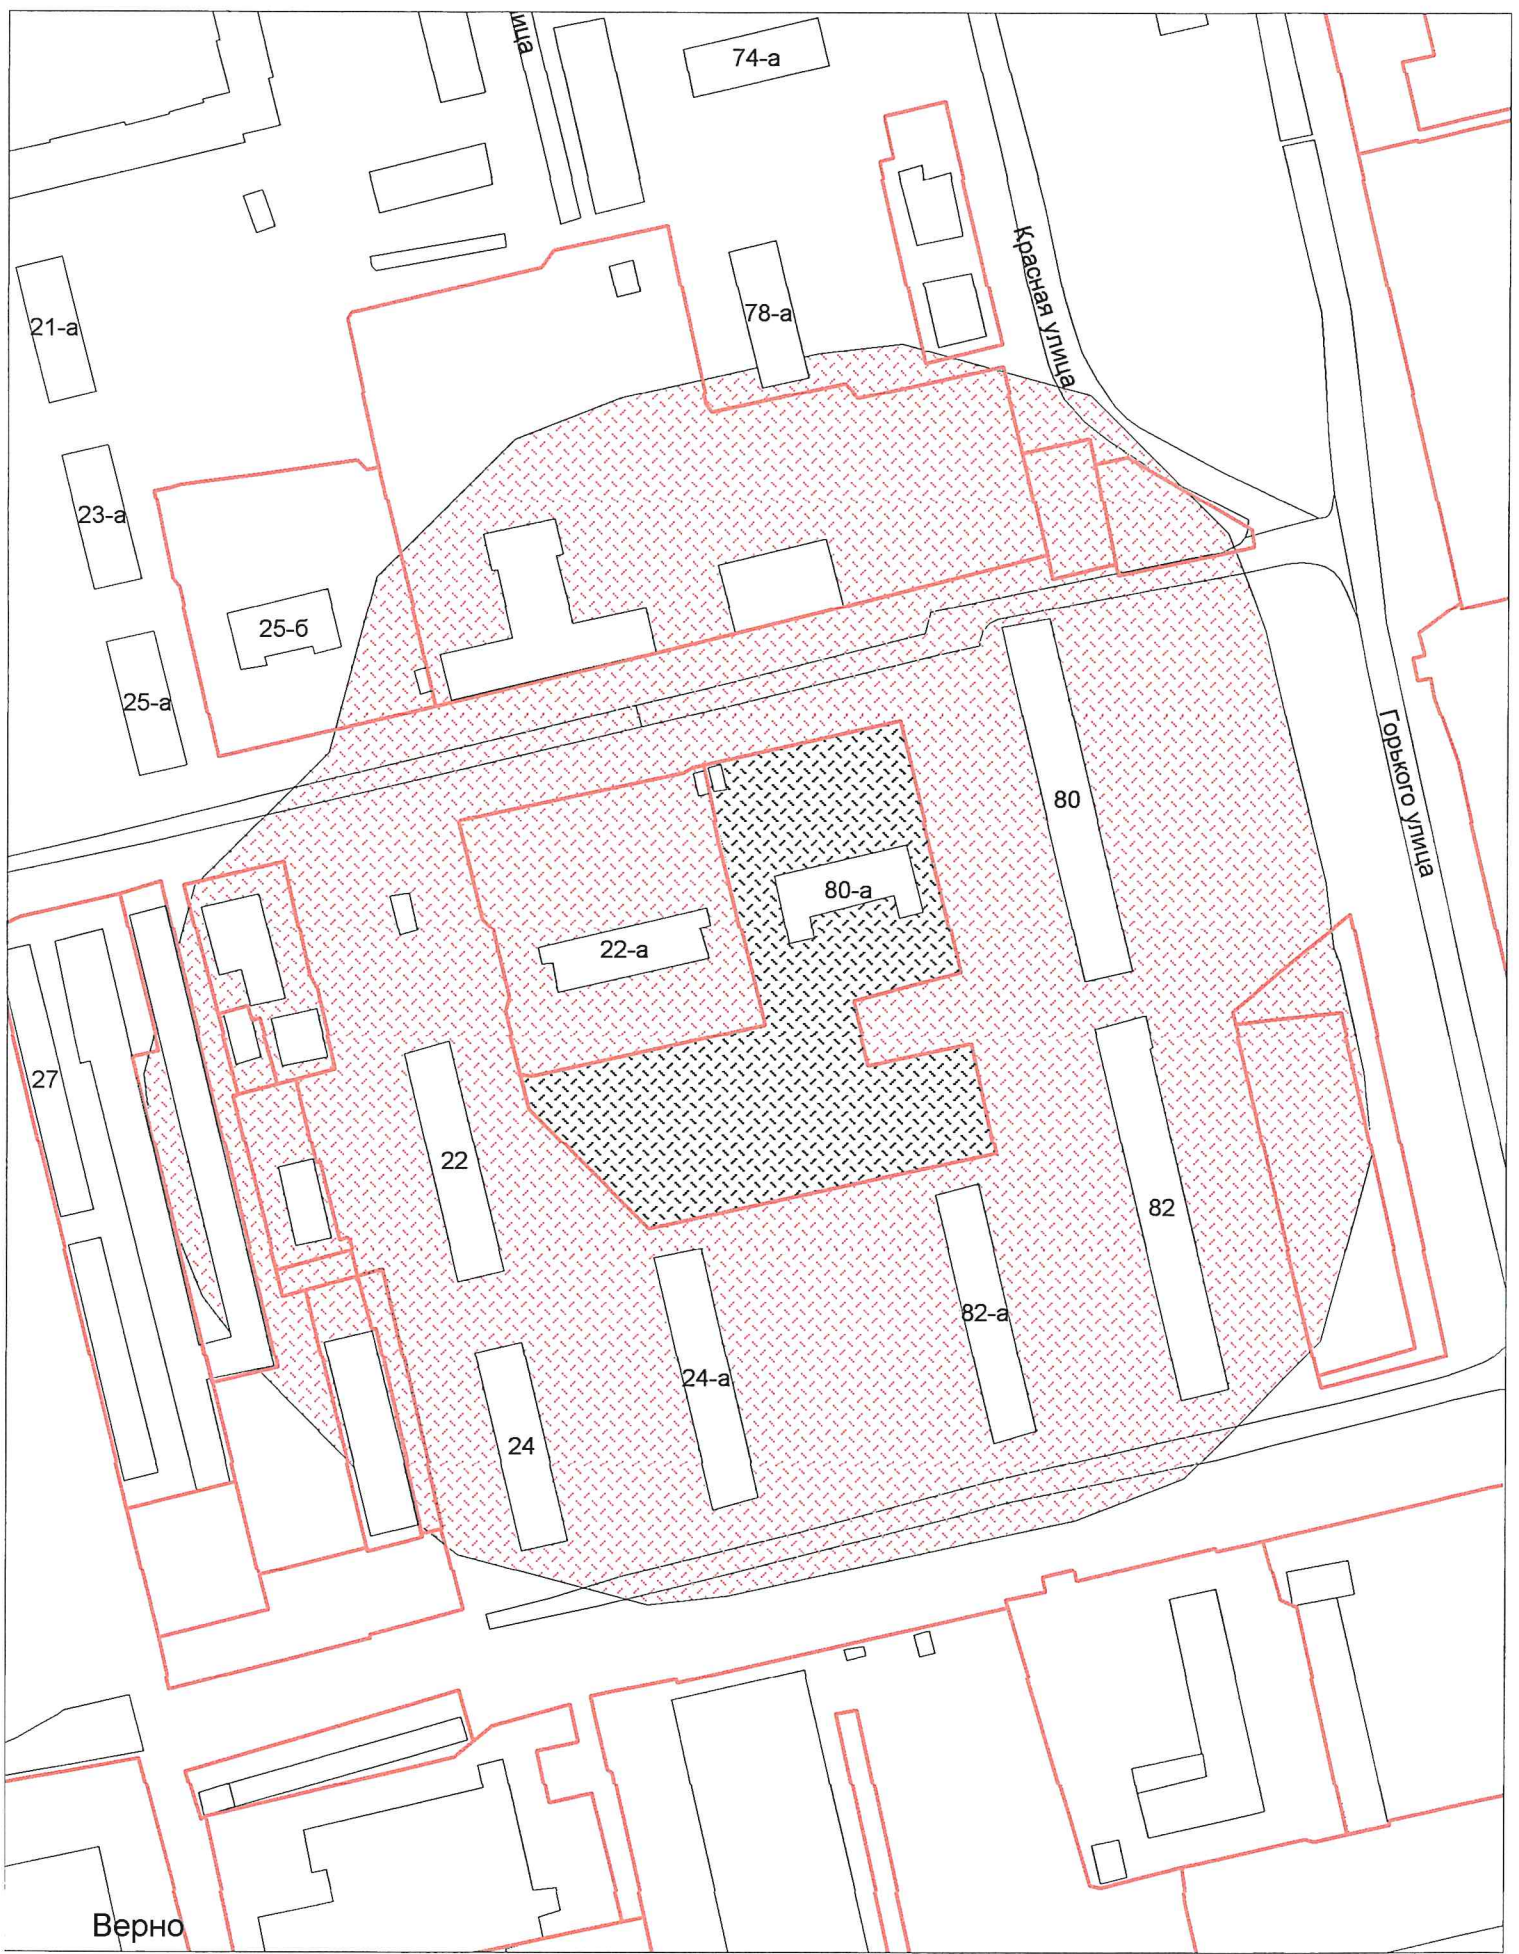 74-а
Красная улица
78-а
21-а
23-а
25-б
25-а
80
Горького улица
80-а
22-а
27
22
82
82-а
24-а
24
Верно